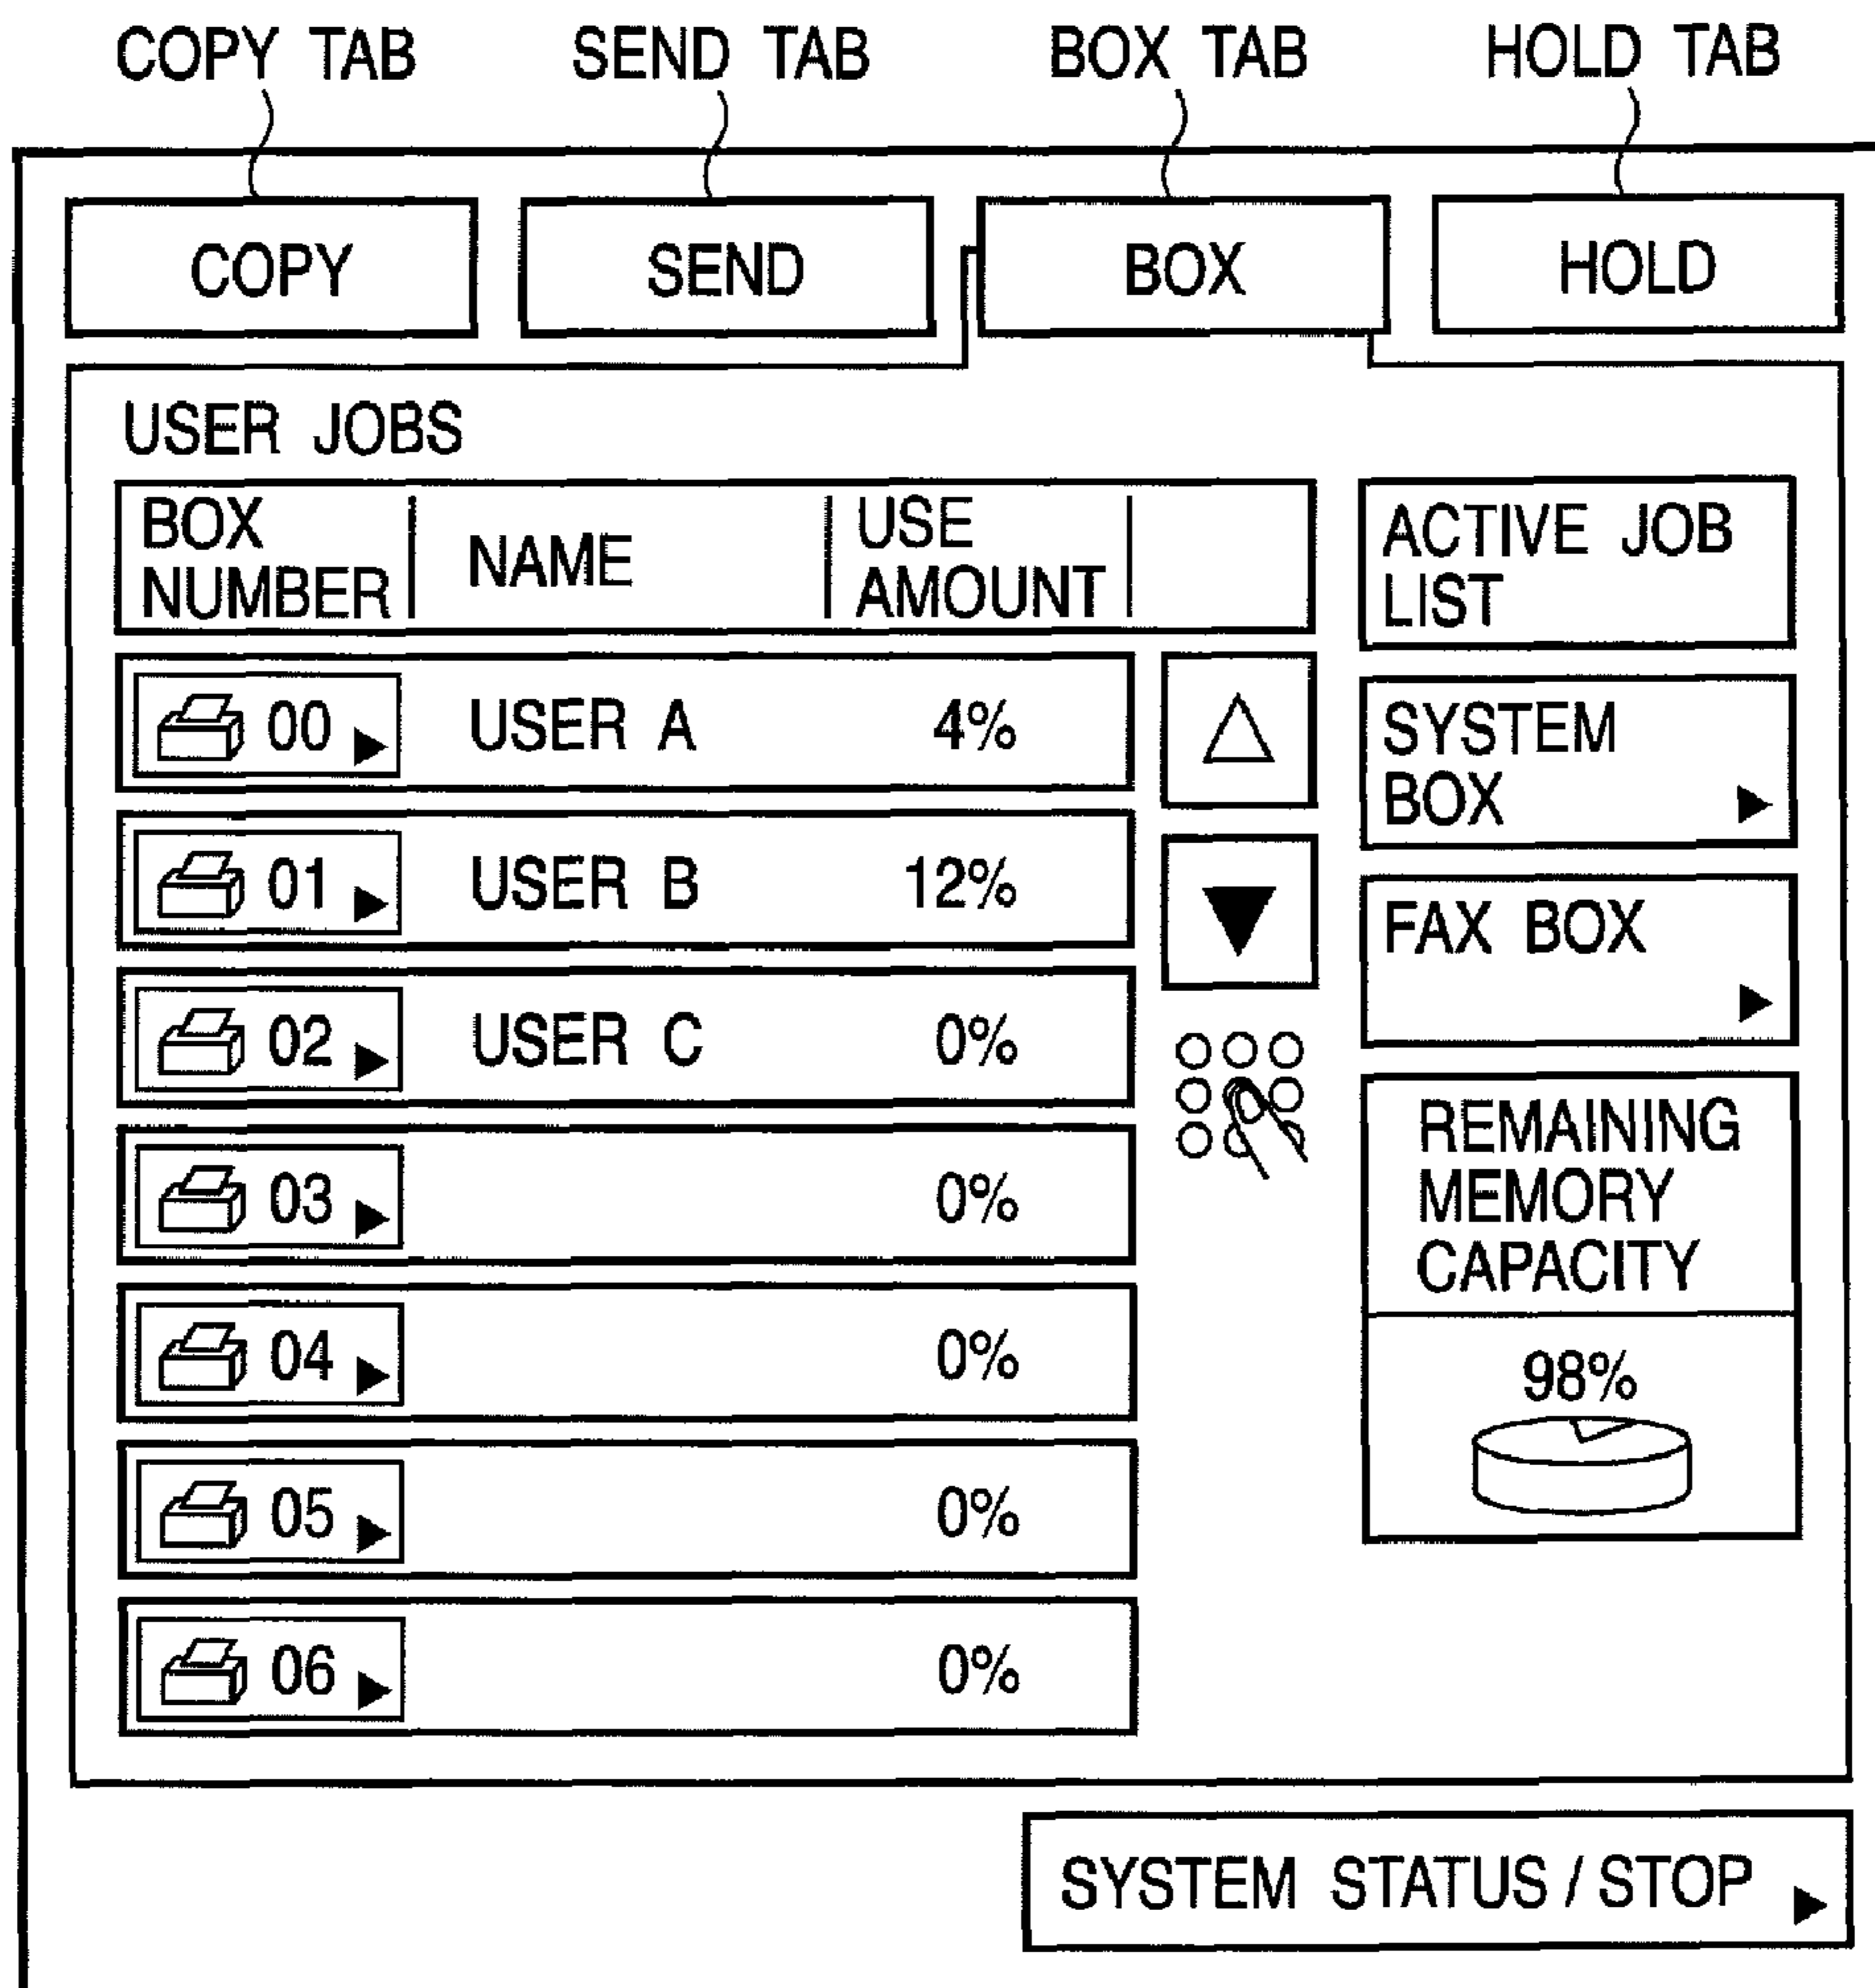 COPY TAB SEND TAB BOX TAB HOLD TAB
COPY SEND BOX HOLD
USER JOBS
BOX NUMBER NAME USE AMOUNT
00 USER A 4%
01 USER B 12%
02 USER C 0%
03 0%
04 0%
05 0%
06 0%
ACTIVE JOB
LIST
SYSTEM
BOX
FAX BOX
REMAINING
MEMORY
CAPACITY
98%
SYSTEM STATUS / STOP